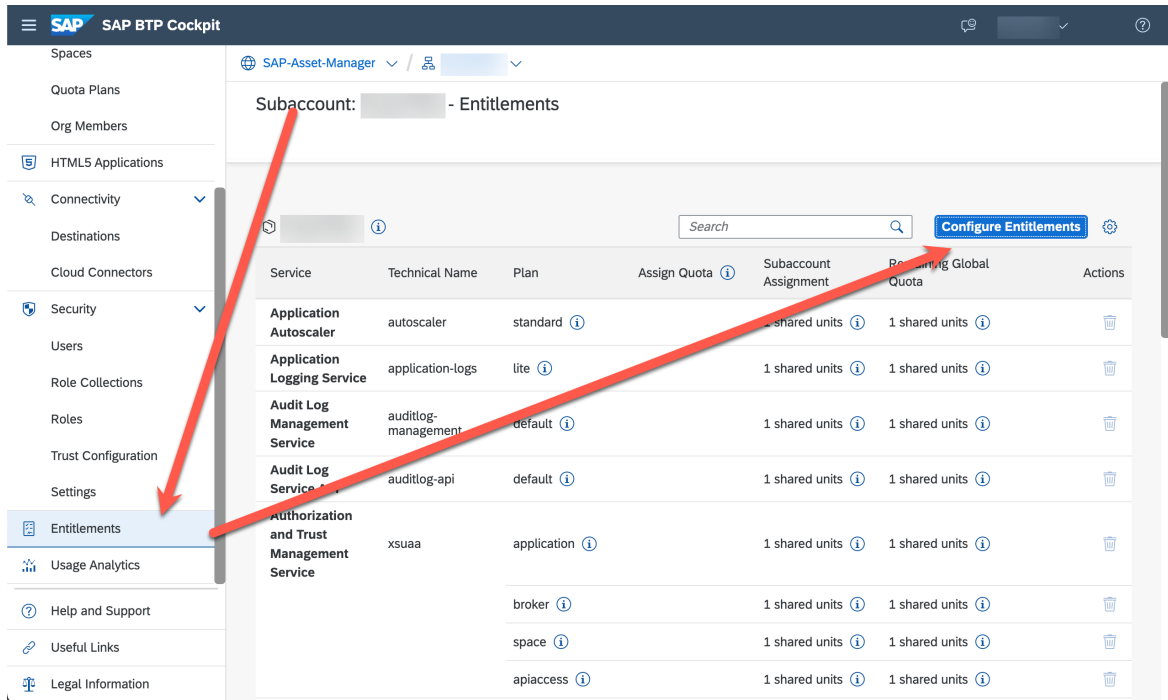 SAP SAP BTP Cockpit
Spaces
Quota Plans
Org Members
HTML5 Applications
Connectivity
Destinations
Cloud Connectors
Security
Users
Role Collections
Roles
Trust Configuration
Settings
Entitlements
Usage Analytics
Help and Support
Useful Links
Legal Information
SAP-Asset-Manager /
Subaccount: - Entitlements
Search
Configure Entitlements
Service Technical Name Plan Assign Quota Subaccount Assignment Remaining Global Quota Actions
Application Autoscaler autoscaler standard 1 shared units 1 shared units
Application Logging Service application-logs lite 1 shared units 1 shared units
Audit Log Management Service auditlog-management default 1 shared units 1 shared units
Audit Log Service auditlog-api default 1 shared units 1 shared units
Authorization and Trust Management Service xsuaa application 1 shared units 1 shared units
broker 1 shared units 1 shared units
space 1 shared units 1 shared units
apiaccess 1 shared units 1 shared units